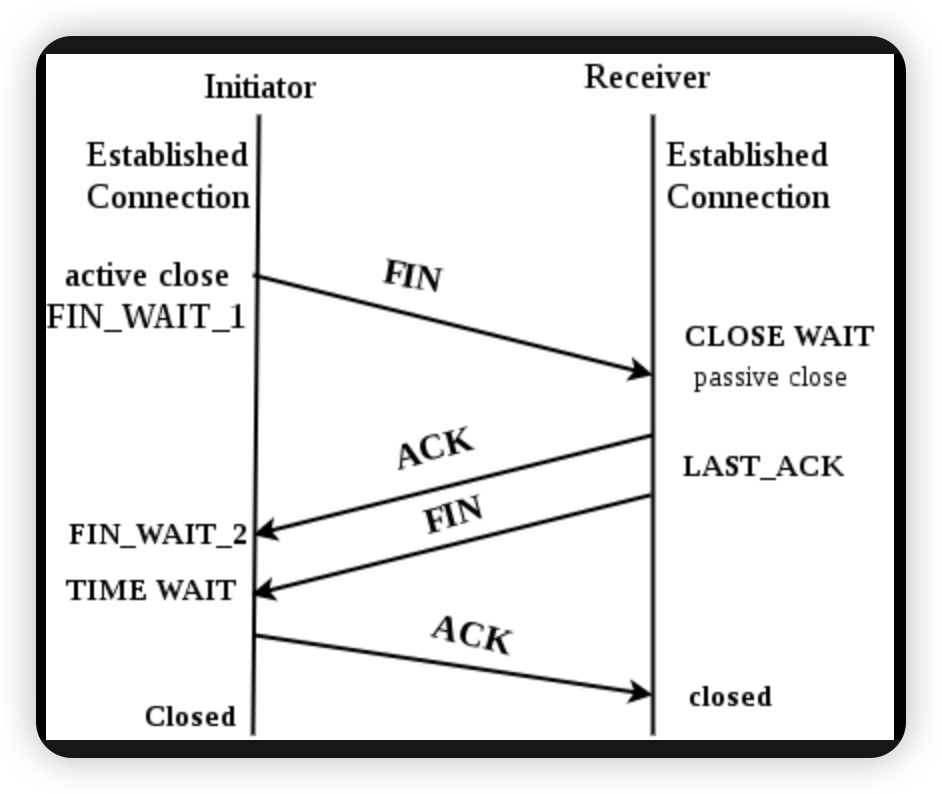 Initiator
Receiver
Established
Connection
Established
Connection
active close
FIN_WAIT_1
FIN
CLOSE WAIT
passive close
ACK
LAST_ACK
FIN
FIN_WAIT_2
TIME WAIT
ACK
closed
Closed